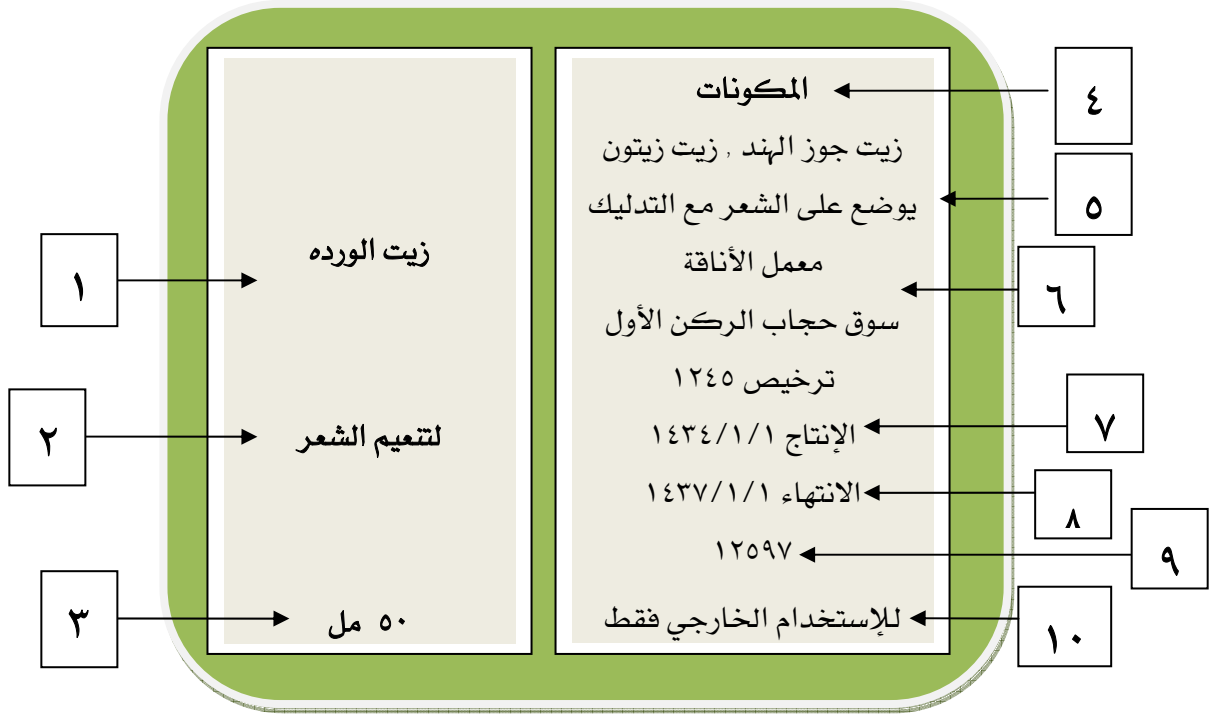 المكونات
٤
زيت جوز الهند , زيت زيتون
يوضع على الشعر مع التدليك
٥
معمل الأناقة
٦
سوق حجاب الركن الأول
ترخيص ١٢٤٥
الإنتاج ١٤٣٤/١/١
٧
الانتهاء ١٤٣٧/١/١
٨
١٢٥٩٧
٩
للإستخدام الخارجي فقط
١٠
زيت الورده
١
لتنعيم الشعر
٢
٥٠ مل
٣